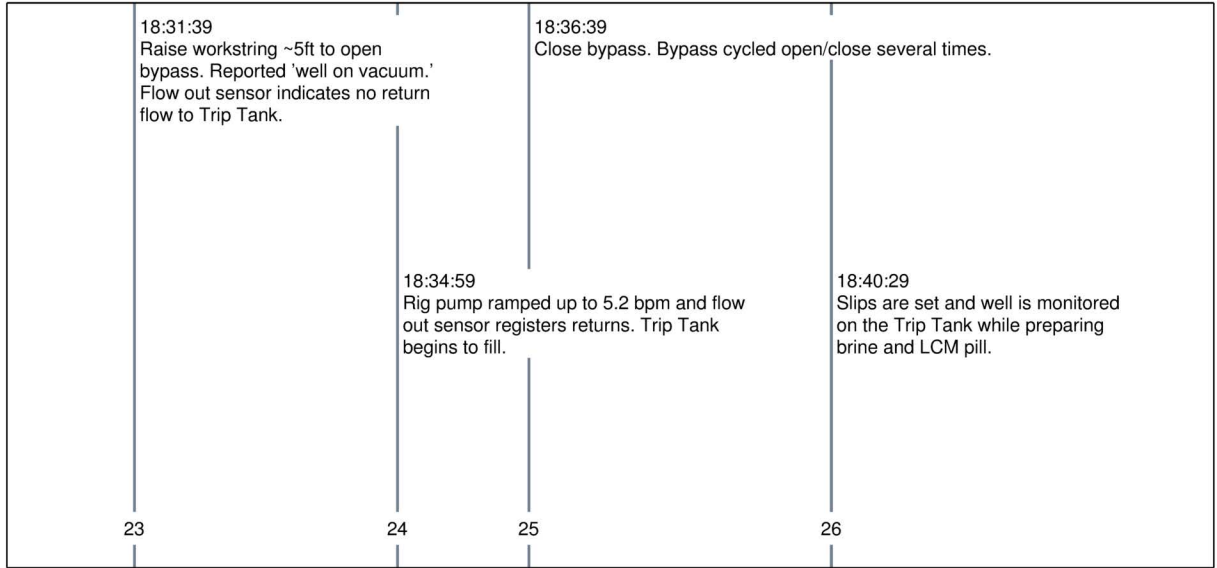 18:31:39
Raise workstring ~5ft to open
bypass. Reported 'well on vacuum.'
Flow out sensor indicates no return
flow to Trip Tank.
18:36:39
Close bypass. Bypass cycled open/close several times.
18:34:59
Rig pump ramped up to 5.2 bpm and flow
out sensor registers returns. Trip Tank
begins to fill.
18:40:29
Slips are set and well is monitored
on the Trip Tank while preparing
brine and LCM pill.
23
24
25
26